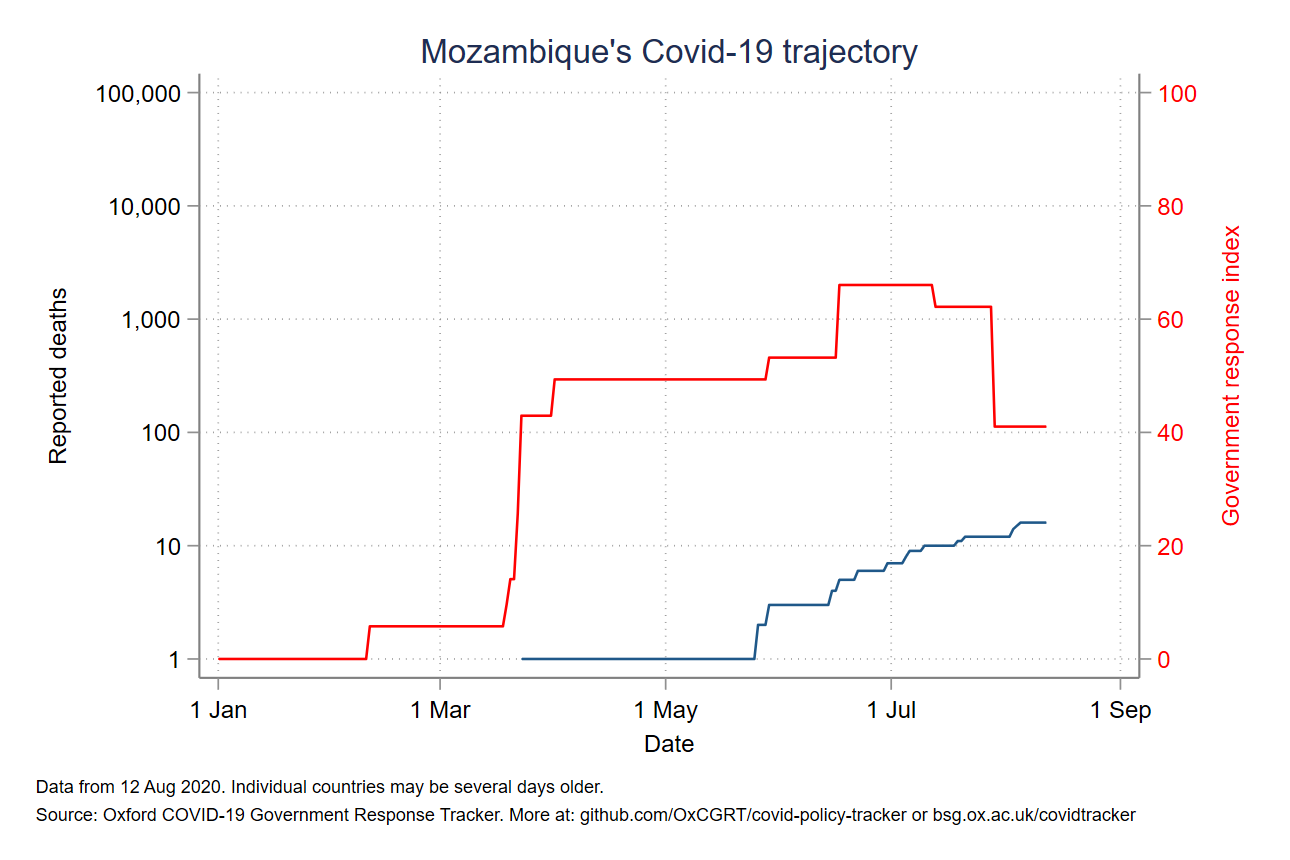 Mozambique's Covid-19 trajectory
100,000
10,000
1,000
100
10
1
Reported deaths
100
80
60
40
20
0
Government response index
1 Jan
1 Mar
1 May
1 Jul
1 Sep
Date
Data from 12 Aug 2020. Individual countries may be several days older.
Source: Oxford COVID-19 Government Response Tracker. More at: github.com/OxCGRT/covid-policy-tracker or bsg.ox.ac.uk/covidtracker